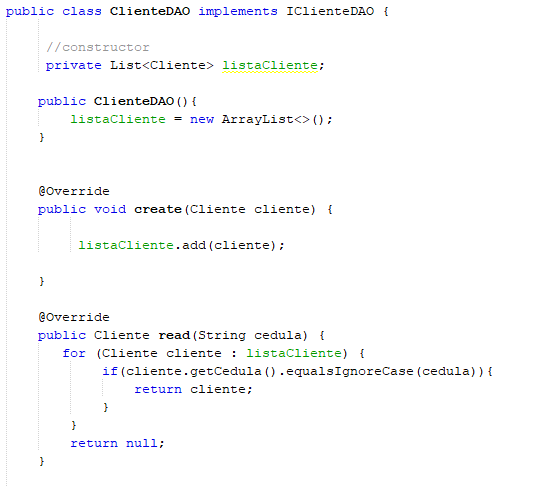 public class ClienteDAO implements IClienteDAO {
//constructor
private List<Cliente> listaCliente;
public ClienteDAO(){
listaCliente = new ArrayList<>();
}
@Override
public void create(Cliente cliente) {
listaCliente.add(cliente);
}
@Override
public Cliente read(String cedula) {
for (Cliente cliente : listaCliente) {
if(cliente.getCedula().equalsIgnoreCase(cedula)){
return cliente;
}
}
return null;
}